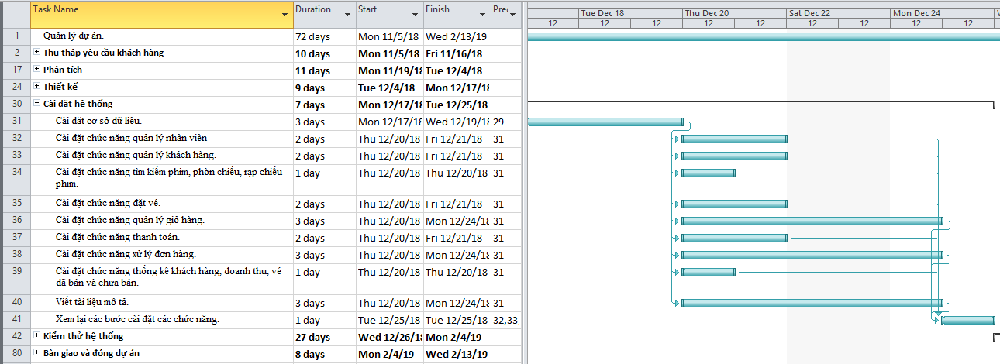 Task Name Duration Start Finish Tue Dec 18 Thu Dec 20 Sat Dec 22 Mon Dec 24
12 12 12 12 12 12 12 12 12
1 Quản lý dự án. 72 days Mon 11/5/18 Wed 2/13/19
2 Thu thập yêu cầu khách hàng 10 days Mon 11/5/18 Fri 11/16/18
17 Phân tích 11 days Mon 11/19/18 Tue 12/4/18
24 Thiết kế 9 days Tue 12/4/18 Mon 12/17/18
30 Cài đặt hệ thống 7 days Mon 12/17/18 Tue 12/25/18
31 Cài đặt cơ sở dữ liệu. 3 days Mon 12/17/18 Wed 12/19/18 29
32 Cài đặt chức năng quản lý nhân viên 2 days Thu 12/20/18 Fri 12/21/18 31
33 Cài đặt chức năng quản lý khách hàng. 2 days Thu 12/20/18 Fri 12/21/18 31
34 Cài đặt chức năng tìm kiếm phim, phòn chiếu, rạp chiếu 1 day Thu 12/20/18 Thu 12/20/18 31
phim.
35 Cài đặt chức năng đặt vé. 2 days Thu 12/20/18 Fri 12/21/18 31
36 Cài đặt chức năng quản lý giỏ hàng. 3 days Thu 12/20/18 Mon 12/24/18 31
37 Cài đặt chức năng thanh toán. 2 days Thu 12/20/18 Fri 12/21/18 31
38 Cài đặt chức năng xử lý đơn hàng. 3 days Thu 12/20/18 Mon 12/24/18 31
39 Cài đặt chức năng thống kê khách hàng, doanh thu, vé 1 day Thu 12/20/18 Thu 12/20/18 31
đã bán và chưa bán.
40 Viết tài liệu mô tả. 3 days Thu 12/20/18 Mon 12/24/18 31
41 Xem lại các bước cài đặt các chức năng. 1 day Tue 12/25/18 Tue 12/25/18 32,33,
42 Kiểm thử hệ thống 27 days Wed 12/26/18 Mon 2/4/19
80 Bàn giao và đóng dự án 8 days Mon 2/4/19 Wed 2/13/19